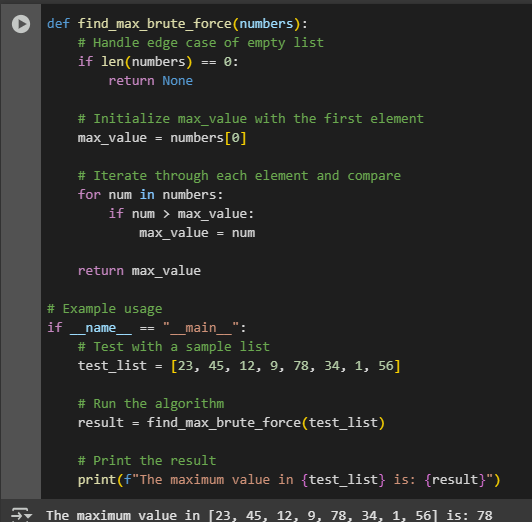 def find_max_brute_force(numbers):
    # Handle edge case of empty list
    if len(numbers) == 0:
        return None

    # Initialize max_value with the first element
    max_value = numbers[0]

    # Iterate through each element and compare
    for num in numbers:
        if num > max_value:
            max_value = num

    return max_value

# Example usage
if __name__ == "__main__":
    # Test with a sample list
    test_list = [23, 45, 12, 9, 78, 34, 1, 56]

    # Run the algorithm
    result = find_max_brute_force(test_list)

    # Print the result
    print(f"The maximum value in {test_list} is: {result}")
The maximum value in [23, 45, 12, 9, 78, 34, 1, 56] is: 78